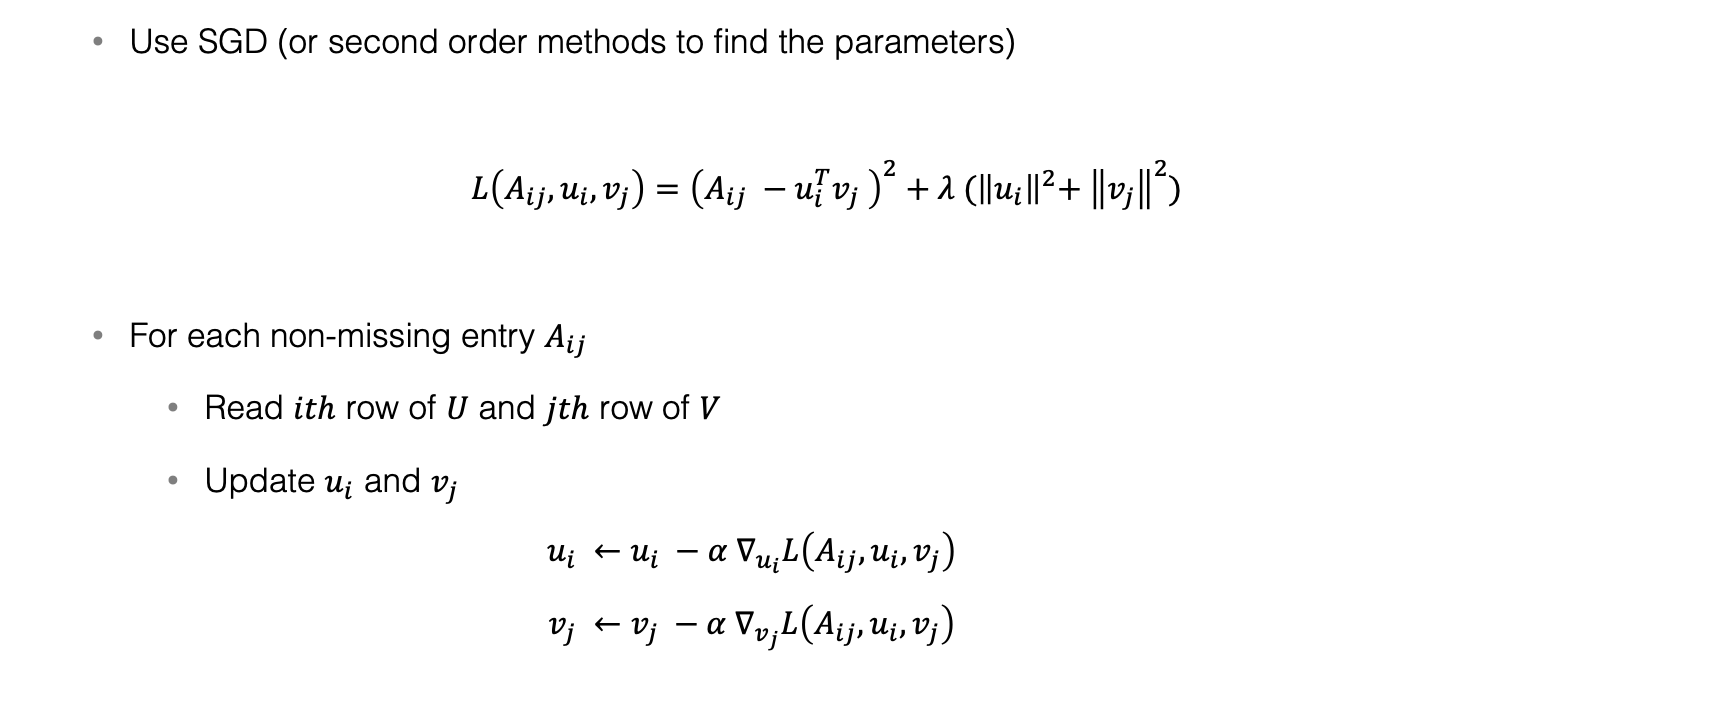 • Use SGD (or second order methods to find the parameters)
L(A_{ij}, u_i, v_j) = (A_{ij} − u_i^T v_j)^2 + λ (‖u_i‖^2 + ‖v_j‖^2)
• For each non-missing entry A_{ij}
• Read ith row of U and jth row of V
• Update u_i and v_j
u_i ← u_i − α ∇_{u_i} L(A_{ij}, u_i, v_j)
v_j ← v_j − α ∇_{v_j} L(A_{ij}, u_i, v_j)